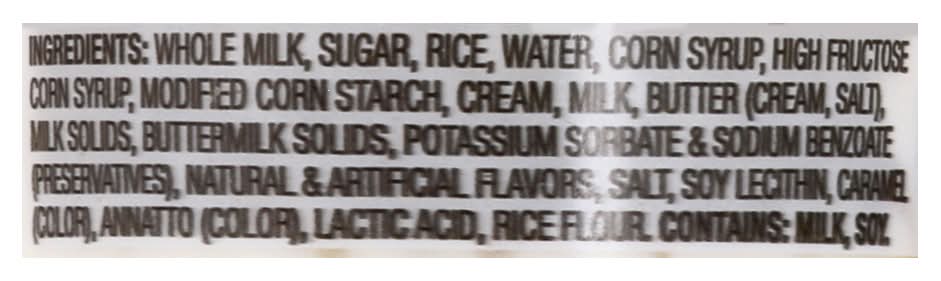 INGREDIENTS: WHOLE MILK, SUGAR, RICE, WATER, CORN SYRUP, HIGH FRUCTOSE
CORN SYRUP, MODIFIED CORN STARCH, CREAM, MILK, BUTTER (CREAM, SALT),
MILK SOLIDS, BUTTERMILK SOLIDS, POTASSIUM SORBATE & SODIUM BENZOATE
(PRESERVATIVES), NATURAL & ARTIFICIAL FLAVORS, SALT, SOY LECITHIN, CARAMEL
(COLOR), ANNATTO (COLOR), LACTIC ACID, RICE FLOUR. CONTAINS: MILK, SOY.